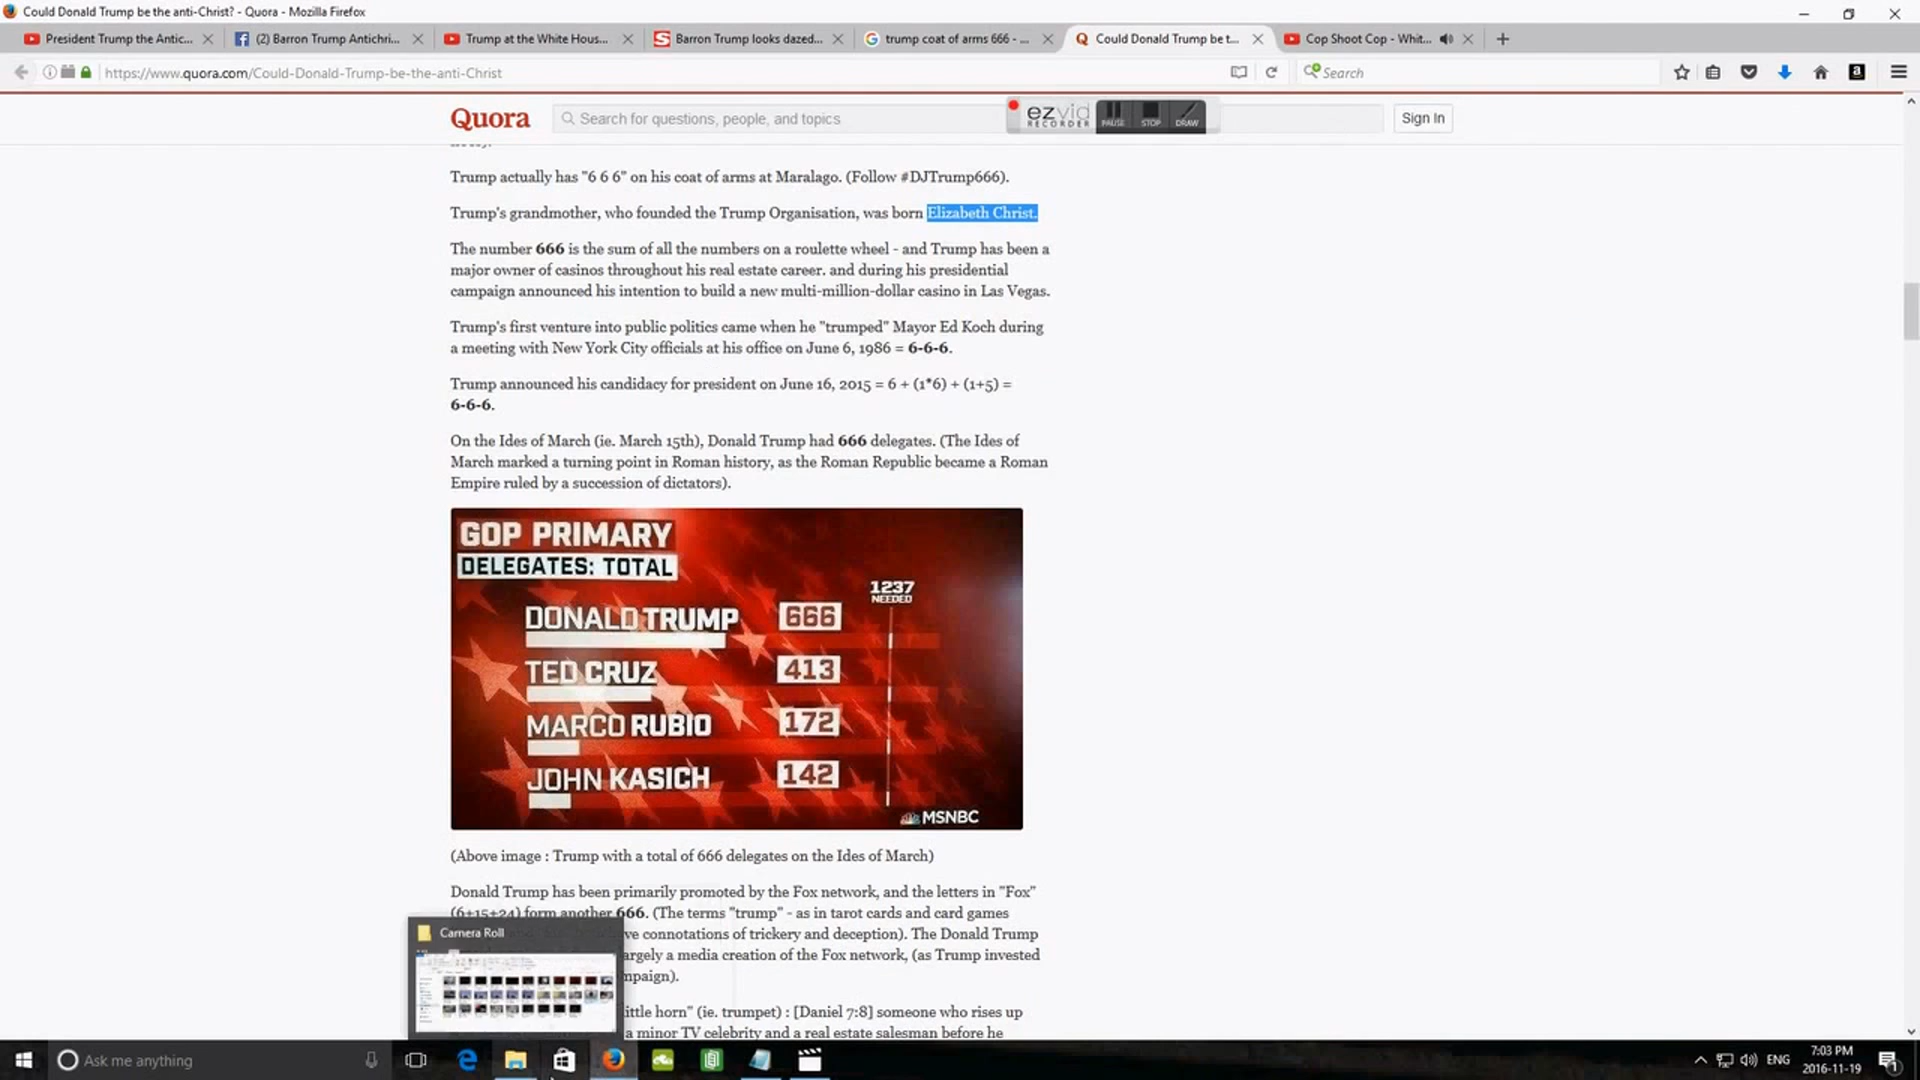 Could Donald Trump be the anti-Christ? - Quora - Mozilla Firefox
President Trump the Antic...
(2) Barron Trump Antichri...
Trump at the White Hous...
Barron Trump looks dazed...
trump coat of arms 666 - ...
Could Donald Trump be t...
Cop Shoot Cop - Whit...
https://www.quora.com/Could-Donald-Trump-be-the-anti-Christ
Search
Quora
Search for questions, people, and topics
ezvid
RECORDER
PAUSE
STOP
DRAW
Sign In
Trump actually has "6 6 6" on his coat of arms at Maralago. (Follow #DJTrump666).
Trump's grandmother, who founded the Trump Organisation, was born Elizabeth Christ.
The number 666 is the sum of all the numbers on a roulette wheel - and Trump has been a
major owner of casinos throughout his real estate career. and during his presidential
campaign announced his intention to build a new multi-million-dollar casino in Las Vegas.
Trump's first venture into public politics came when he "trumped" Mayor Ed Koch during
a meeting with New York City officials at his office on June 6, 1986 = 6-6-6.
Trump announced his candidacy for president on June 16, 2015 = 6 + (1*6) + (1+5) =
6-6-6.
On the Ides of March (ie. March 15th), Donald Trump had 666 delegates. (The Ides of
March marked a turning point in Roman history, as the Roman Republic became a Roman
Empire ruled by a succession of dictators).
GOP PRIMARY
DELEGATES: TOTAL
1237
NEEDED
DONALD TRUMP 666
TED CRUZ 413
MARCO RUBIO 172
JOHN KASICH 142
MSNBC
(Above image : Trump with a total of 666 delegates on the Ides of March)
Donald Trump has been primarily promoted by the Fox network, and the letters in "Fox"
(6+15+24) form another 666. (The terms "trump" - as in tarot cards and card games
Camera Roll
ve connotations of trickery and deception). The Donald Trump
argely a media creation of the Fox network, (as Trump invested
mpaign).
ittle horn" (ie. trumpet) : [Daniel 7:8] someone who rises up
a minor TV celebrity and a real estate salesman before he
Ask me anything
ENG
7:03 PM
2016-11-19